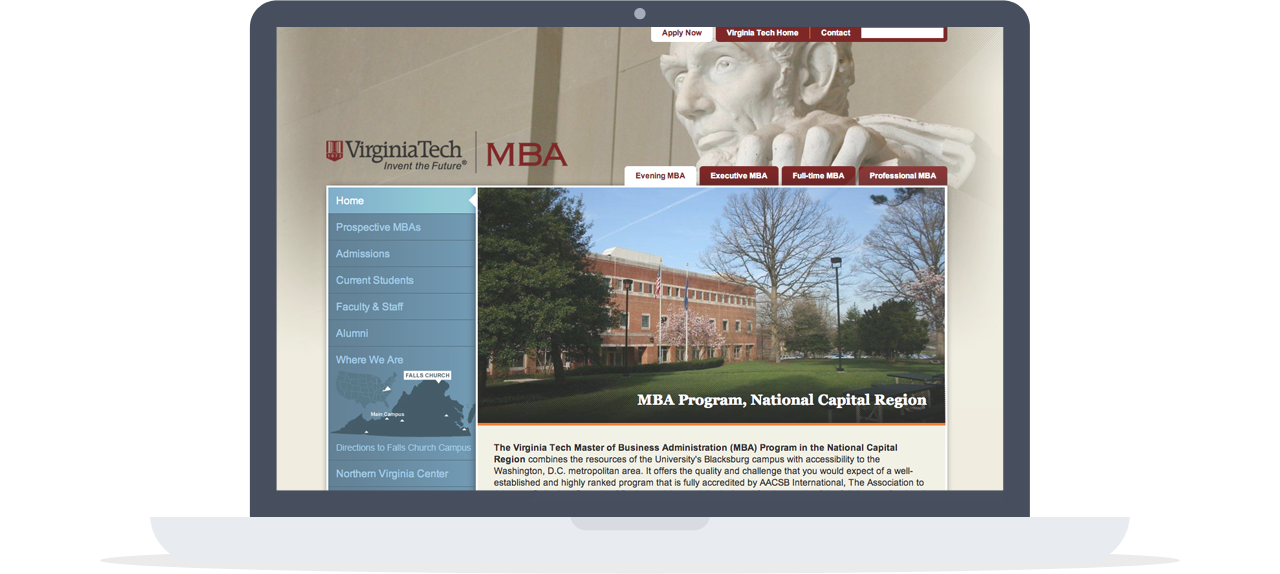 Apply Now
Virginia Tech Home
Contact
VirginiaTech
Invent the Future®
MBA
Evening MBA
Executive MBA
Full-time MBA
Professional MBA
Home
Prospective MBAs
Admissions
Current Students
Faculty & Staff
Alumni
Where We Are
FALLS CHURCH
Main Campus
Directions to Falls Church Campus
Northern Virginia Center
MBA Program, National Capital Region
The Virginia Tech Master of Business Administration (MBA) Program in the National Capital
Region combines the resources of the University's Blacksburg campus with accessibility to the
Washington, D.C. metropolitan area. It offers the quality and challenge that you would expect of a well-
established and highly ranked program that is fully accredited by AACSB International, The Association to